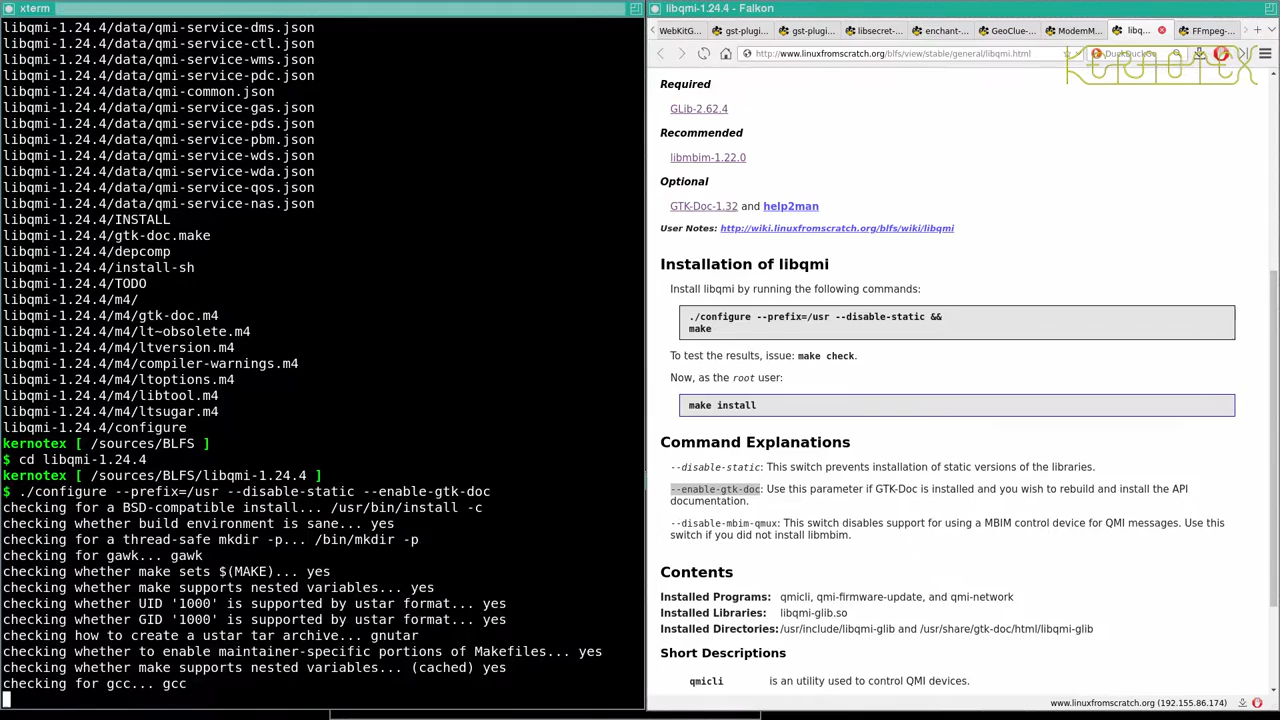 xterm
libqmi-1.24.4/data/qmi-service-dms.json
libqmi-1.24.4/data/qmi-service-ctl.json
libqmi-1.24.4/data/qmi-service-wms.json
libqmi-1.24.4/data/qmi-service-pdc.json
libqmi-1.24.4/data/qmi-common.json
libqmi-1.24.4/data/qmi-service-gas.json
libqmi-1.24.4/data/qmi-service-pds.json
libqmi-1.24.4/data/qmi-service-pbm.json
libqmi-1.24.4/data/qmi-service-wds.json
libqmi-1.24.4/data/qmi-service-wda.json
libqmi-1.24.4/data/qmi-service-qos.json
libqmi-1.24.4/data/qmi-service-nas.json
libqmi-1.24.4/INSTALL
libqmi-1.24.4/gtk-doc.make
libqmi-1.24.4/depcomp
libqmi-1.24.4/install-sh
libqmi-1.24.4/TODO
libqmi-1.24.4/m4/
libqmi-1.24.4/m4/gtk-doc.m4
libqmi-1.24.4/m4/lt~obsolete.m4
libqmi-1.24.4/m4/ltversion.m4
libqmi-1.24.4/m4/compiler-warnings.m4
libqmi-1.24.4/m4/ltoptions.m4
libqmi-1.24.4/m4/libtool.m4
libqmi-1.24.4/m4/ltsugar.m4
libqmi-1.24.4/configure
kernotex [ /sources/BLFS ]
$ cd libqmi-1.24.4
kernotex [ /sources/BLFS/libqmi-1.24.4 ]
$ ./configure --prefix=/usr --disable-static --enable-gtk-doc
checking for a BSD-compatible install... /usr/bin/install -c
checking whether build environment is sane... yes
checking for a thread-safe mkdir -p... /bin/mkdir -p
checking for gawk... gawk
checking whether make sets $(MAKE)... yes
checking whether make supports nested variables... yes
checking whether UID '1000' is supported by ustar format... yes
checking whether GID '1000' is supported by ustar format... yes
checking how to create a ustar tar archive... gnutar
checking whether to enable maintainer-specific portions of Makefiles... yes
checking whether make supports nested variables... (cached) yes
checking for gcc... gcc
libqmi-1.24.4 - Falkon
WebKitG... gst-plugi... gst-plugi... libsecret-... enchant-... GeoClue-... ModemM... libq... FFmpeg-...
http://www.linuxfromscratch.org/blfs/view/stable/general/libqmi.html DuckDuckGo
KERNOTEX
Required
GLib-2.62.4
Recommended
libmbim-1.22.0
Optional
GTK-Doc-1.32 and help2man
User Notes: http://wiki.linuxfromscratch.org/blfs/wiki/libqmi
Installation of libqmi
Install libqmi by running the following commands:
./configure --prefix=/usr --disable-static &&
make
To test the results, issue: make check.
Now, as the root user:
make install
Command Explanations
--disable-static: This switch prevents installation of static versions of the libraries.
--enable-gtk-doc: Use this parameter if GTK-Doc is installed and you wish to rebuild and install the API
documentation.
--disable-mbim-qmux: This switch disables support for using a MBIM control device for QMI messages. Use this
switch if you did not install libmbim.
Contents
Installed Programs: qmicli, qmi-firmware-update, and qmi-network
Installed Libraries: libqmi-glib.so
Installed Directories: /usr/include/libqmi-glib and /usr/share/gtk-doc/html/libqmi-glib
Short Descriptions
qmicli is an utility used to control QMI devices.
www.linuxfromscratch.org (192.155.86.174)